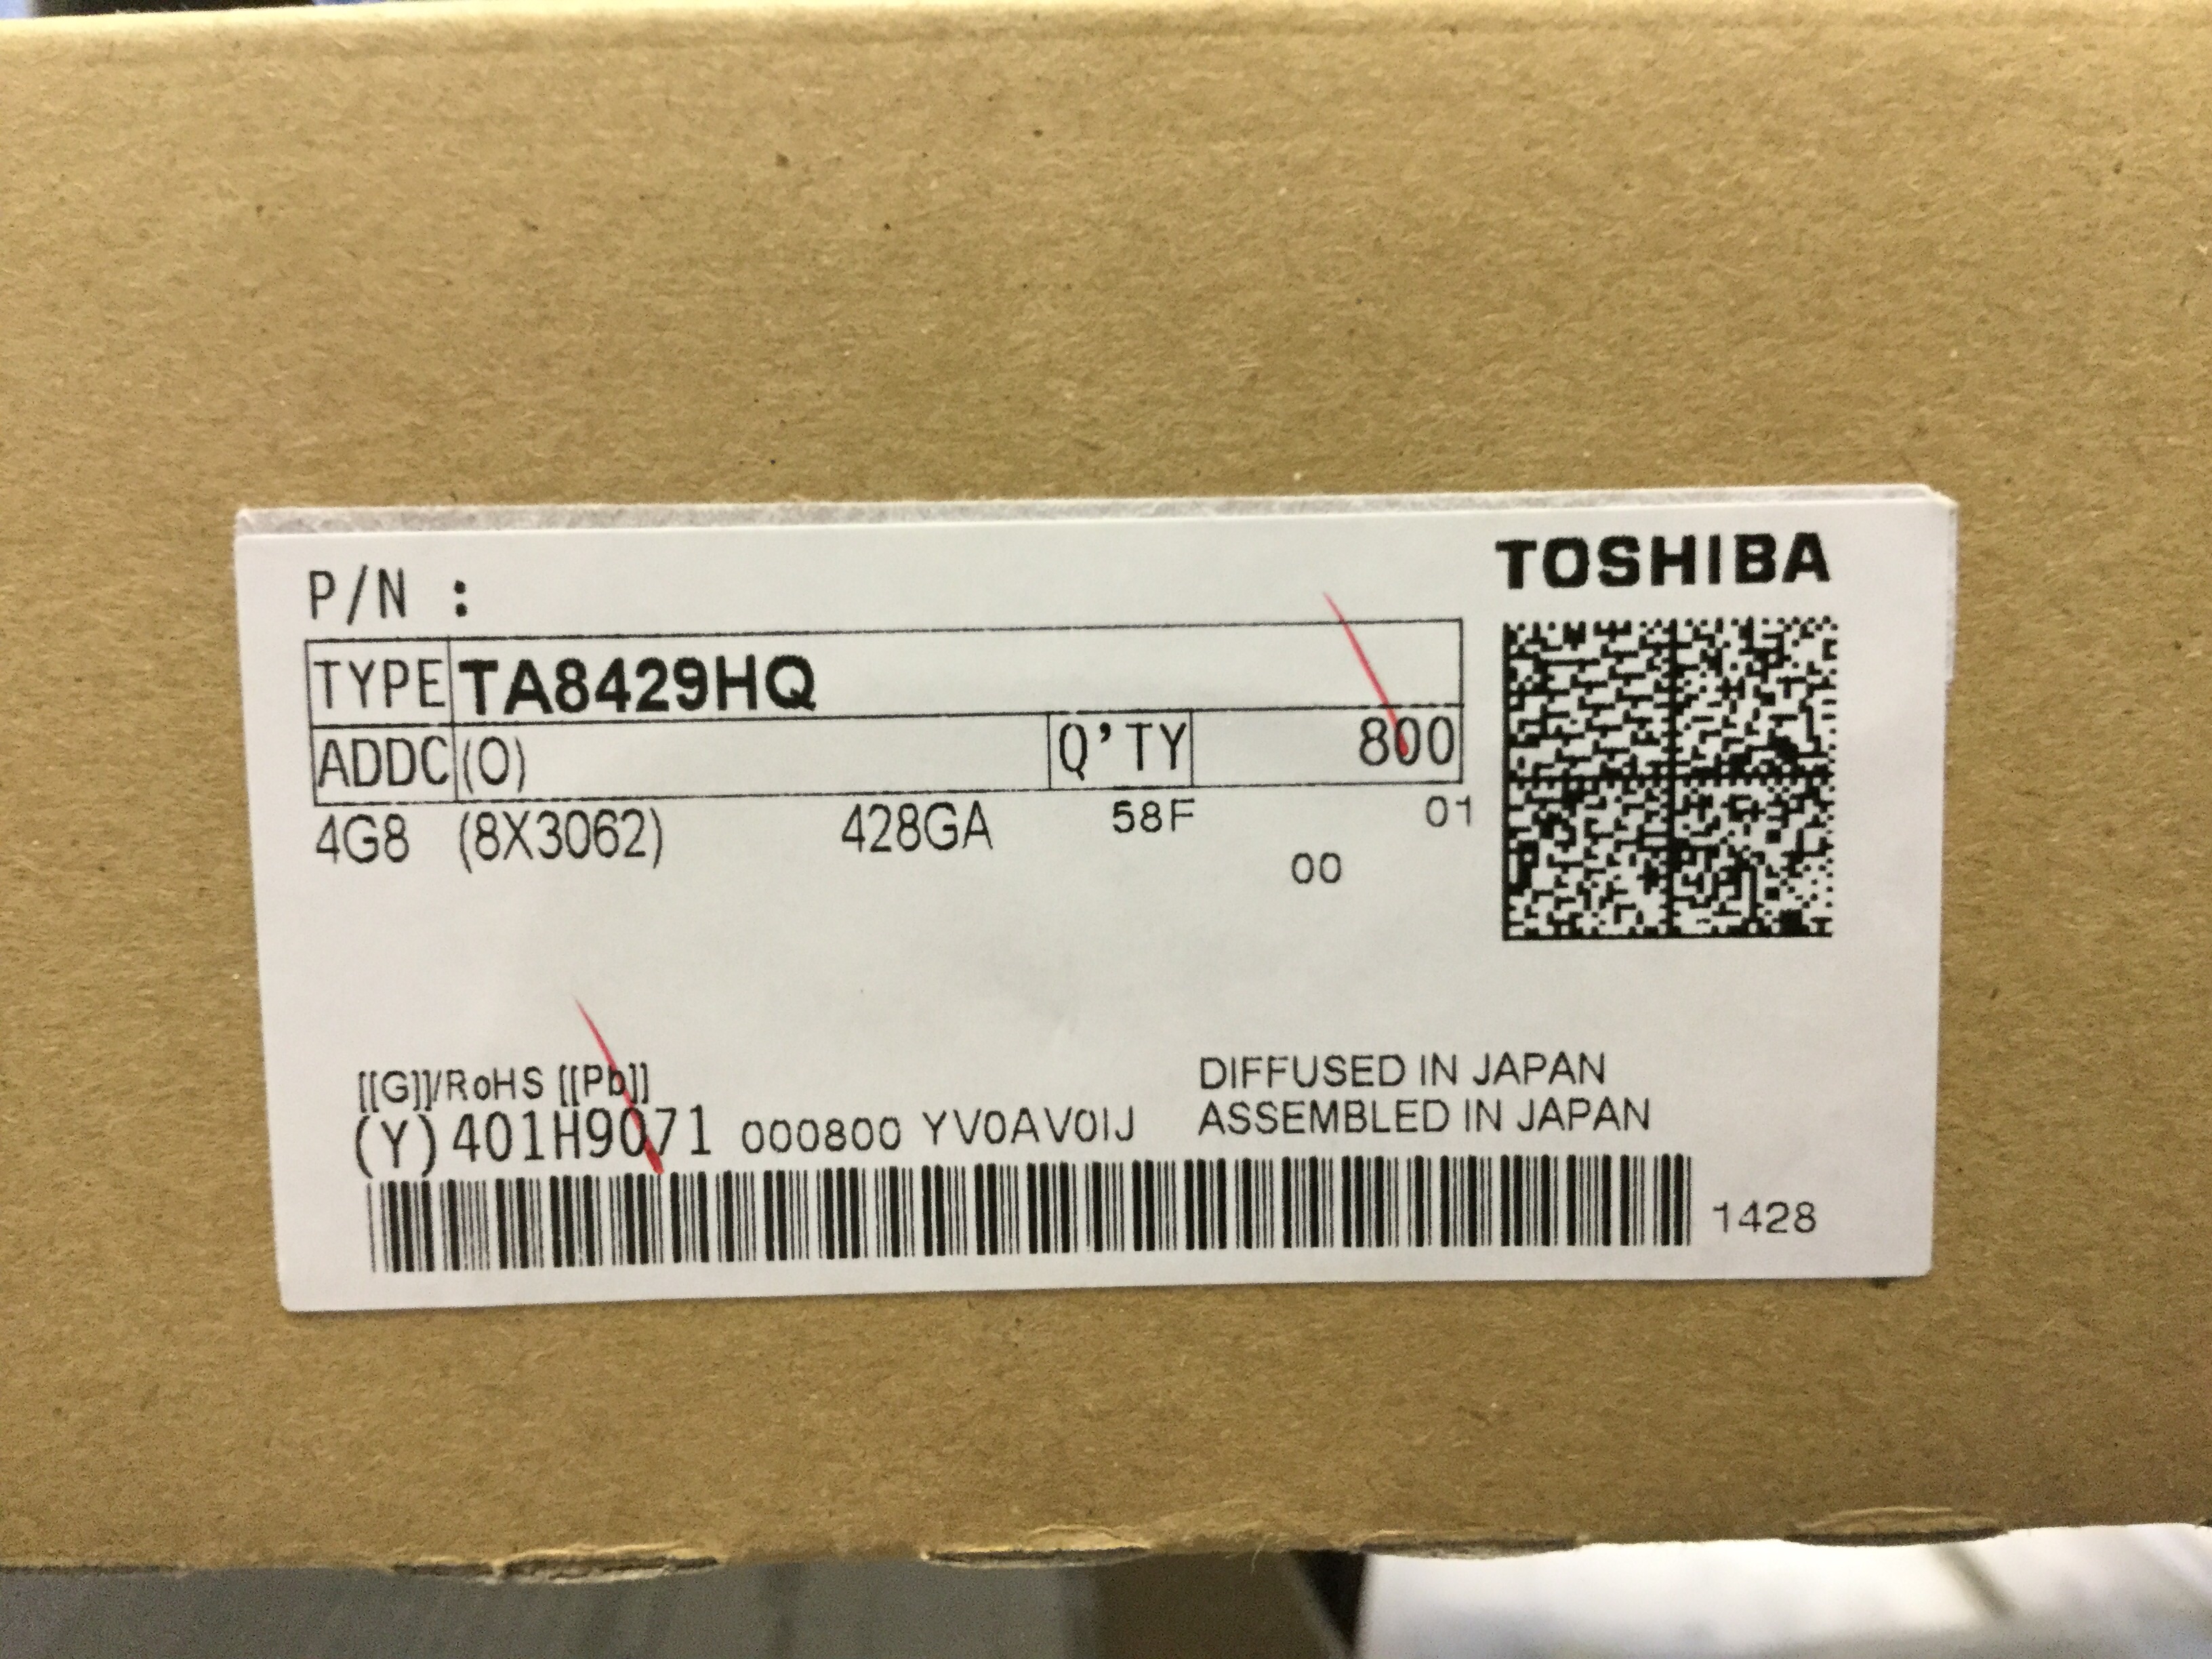 TOSHIBA
P/N :
TYPE TA8429HQ
ADDC (O) Q'TY 800
4G8 (8X3062) 428GA 58F 01
00
[[G]]/RoHS [[Pb]] DIFFUSED IN JAPAN
(Y) 401H9071 000800 YV0AV0IJ ASSEMBLED IN JAPAN
1428